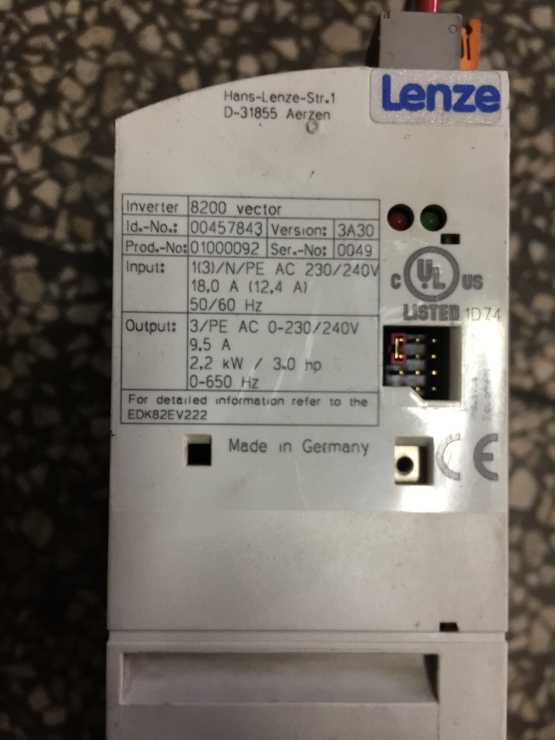 Lenze
Hans-Lenze-Str.1
D-31855 Aerzen
Inverter 8200 vector
Id.-No.: 00457843 Version: 3A30
Prod.-No: 01000092 Ser.-No: 0049
Input: 1(3)/N/PE AC 230/240V
18.0 A (12.4 A)
50/60 Hz
Output: 3/PE AC 0-230/240V
9.5 A
2.2 kW / 3.0 hp
0-650 Hz
For detailed information refer to the
EDK82EV222
C UL US
LISTED 1D74
Made in Germany
CE